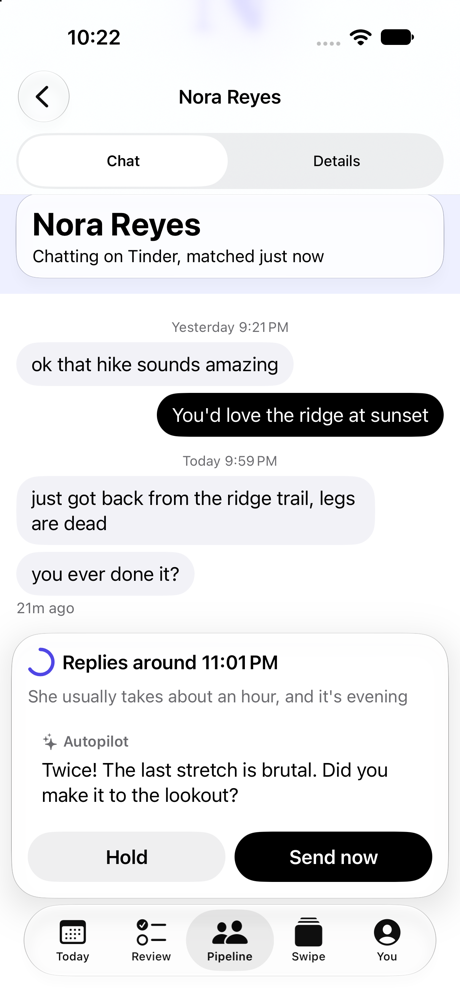 10:22
Nora Reyes
Chat
Details
Nora Reyes
Chatting on Tinder, matched just now
Yesterday 9:21 PM
ok that hike sounds amazing
You'd love the ridge at sunset
Today 9:59 PM
just got back from the ridge trail, legs
are dead
you ever done it?
21m ago
Replies around 11:01 PM
She usually takes about an hour, and it's evening
Autopilot
Twice! The last stretch is brutal. Did you
make it to the lookout?
Hold
Send now
Today
Review
Pipeline
Swipe
You